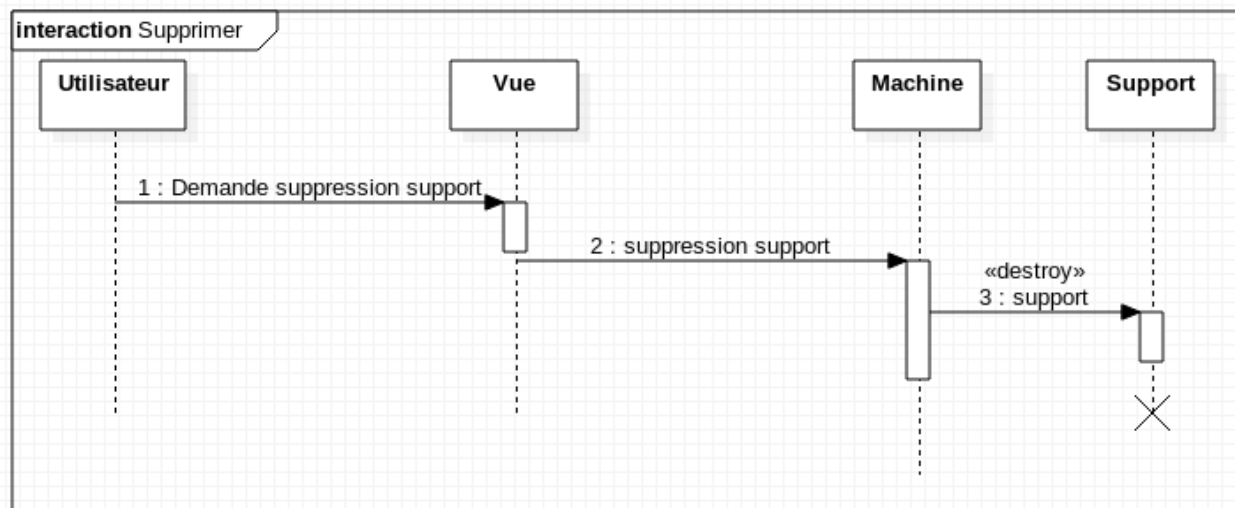 interaction Supprimer
Utilisateur
Vue
Machine
Support
1 : Demande suppression support
2 : suppression support
«destroy»
3 : support